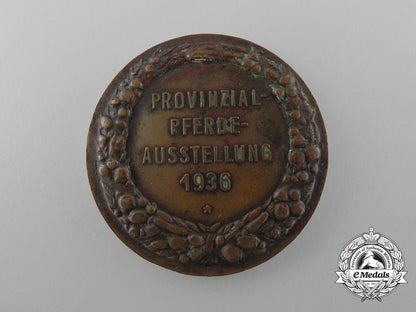 PROVINZIAL-
PFERDE-
AUSSTELLUNG
1936
eMedals